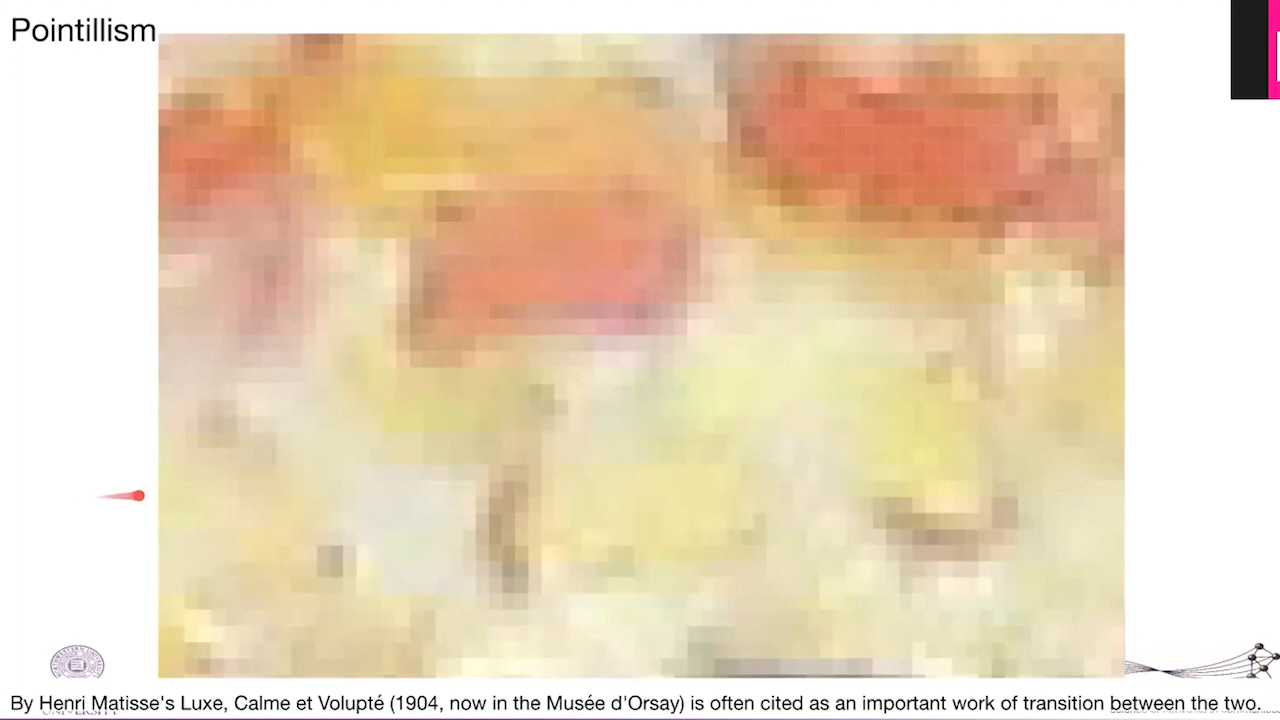 Pointillism
By Henri Matisse's Luxe, Calme et Volupté (1904, now in the Musée d'Orsay) is often cited as an important work of transition between the two.